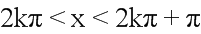 2kπ < x < 2kπ + π